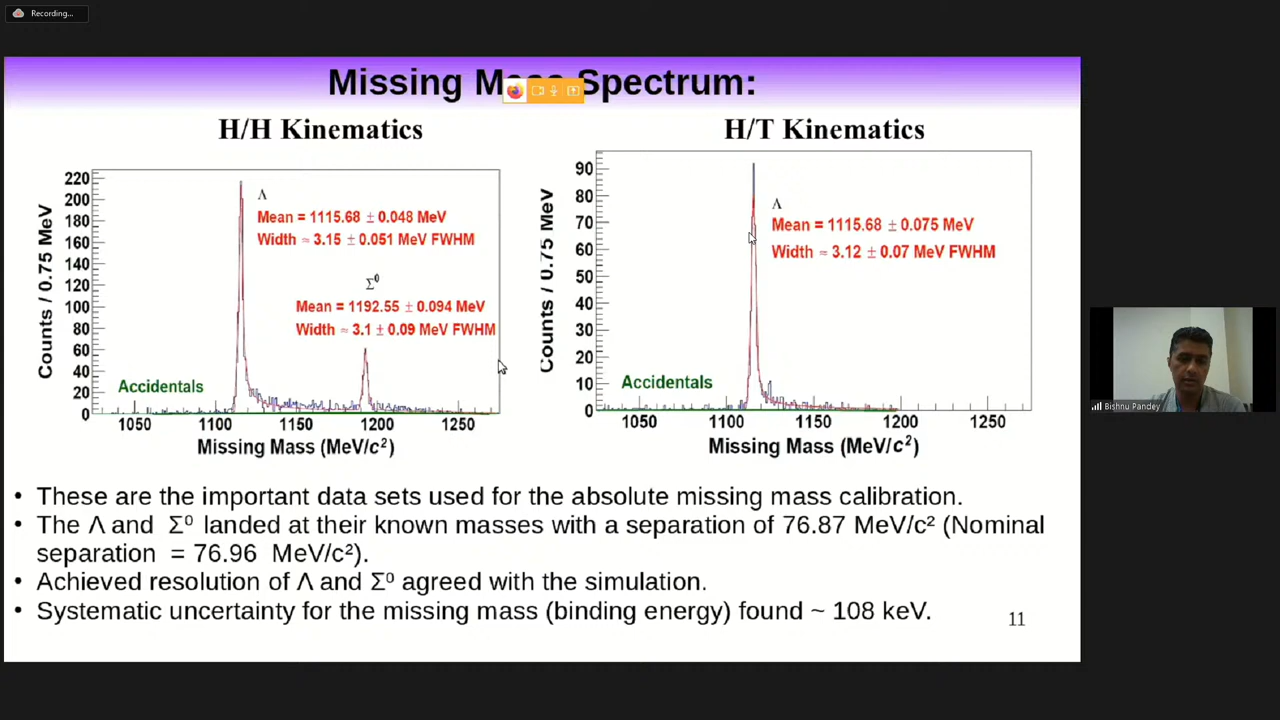 Recording...
Missing Mass Spectrum:
H/H Kinematics
H/T Kinematics
Counts / 0.75 MeV
220
200
180
160
140
120
100
80
60
40
20
0
Λ
Mean = 1115.68 ± 0.048 MeV
Width ≈ 3.15 ± 0.051 MeV FWHM
Σ⁰
Mean = 1192.55 ± 0.094 MeV
Width ≈ 3.1 ± 0.09 MeV FWHM
Accidentals
1050 1100 1150 1200 1250
Missing Mass (MeV/c²)
Counts / 0.75 MeV
90
80
70
60
50
40
30
20
10
0
Λ
Mean = 1115.68 ± 0.075 MeV
Width ≈ 3.12 ± 0.07 MeV FWHM
Accidentals
1050 1100 1150 1200 1250
Missing Mass (MeV/c²)
• These are the important data sets used for the absolute missing mass calibration.
• The Λ and Σ⁰ landed at their known masses with a separation of 76.87 MeV/c² (Nominal
separation = 76.96 MeV/c²).
• Achieved resolution of Λ and Σ⁰ agreed with the simulation.
• Systematic uncertainty for the missing mass (binding energy) found ~ 108 keV.
11
Bishnu Pandey